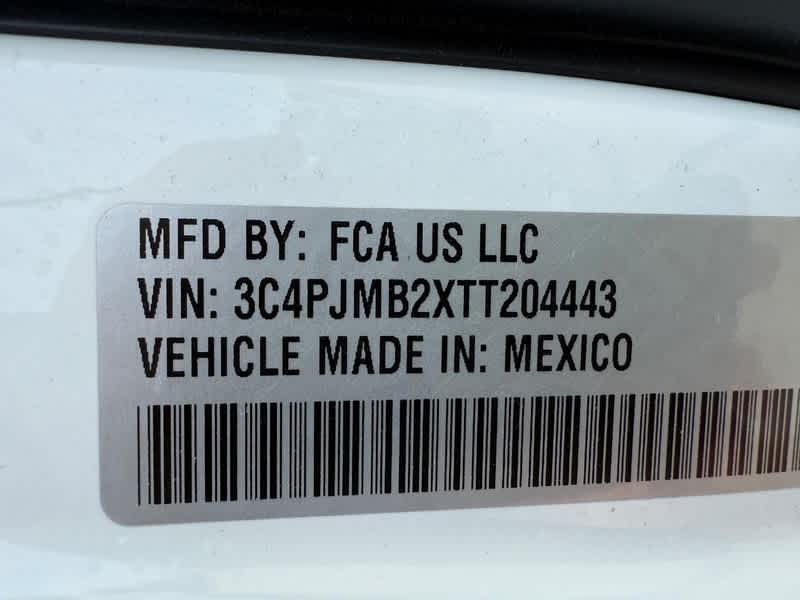 MFD BY: FCA US LLC
VIN: 3C4PJMB2XTT204443
VEHICLE MADE IN: MEXICO